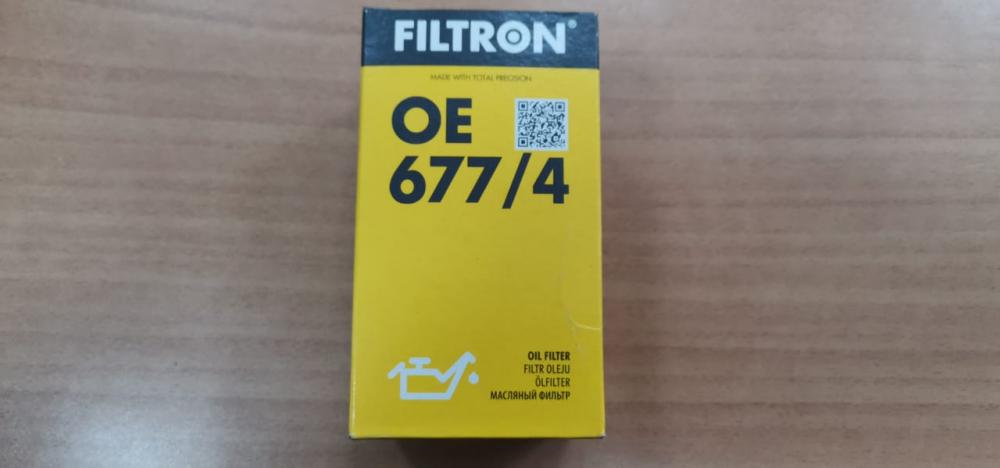 FILTRON®
MADE WITH TOTAL PRECISION
OE
677/4
OIL FILTER
FILTR OLEJU
ÖLFILTER
МАСЛЯНЫЙ ФИЛЬТР